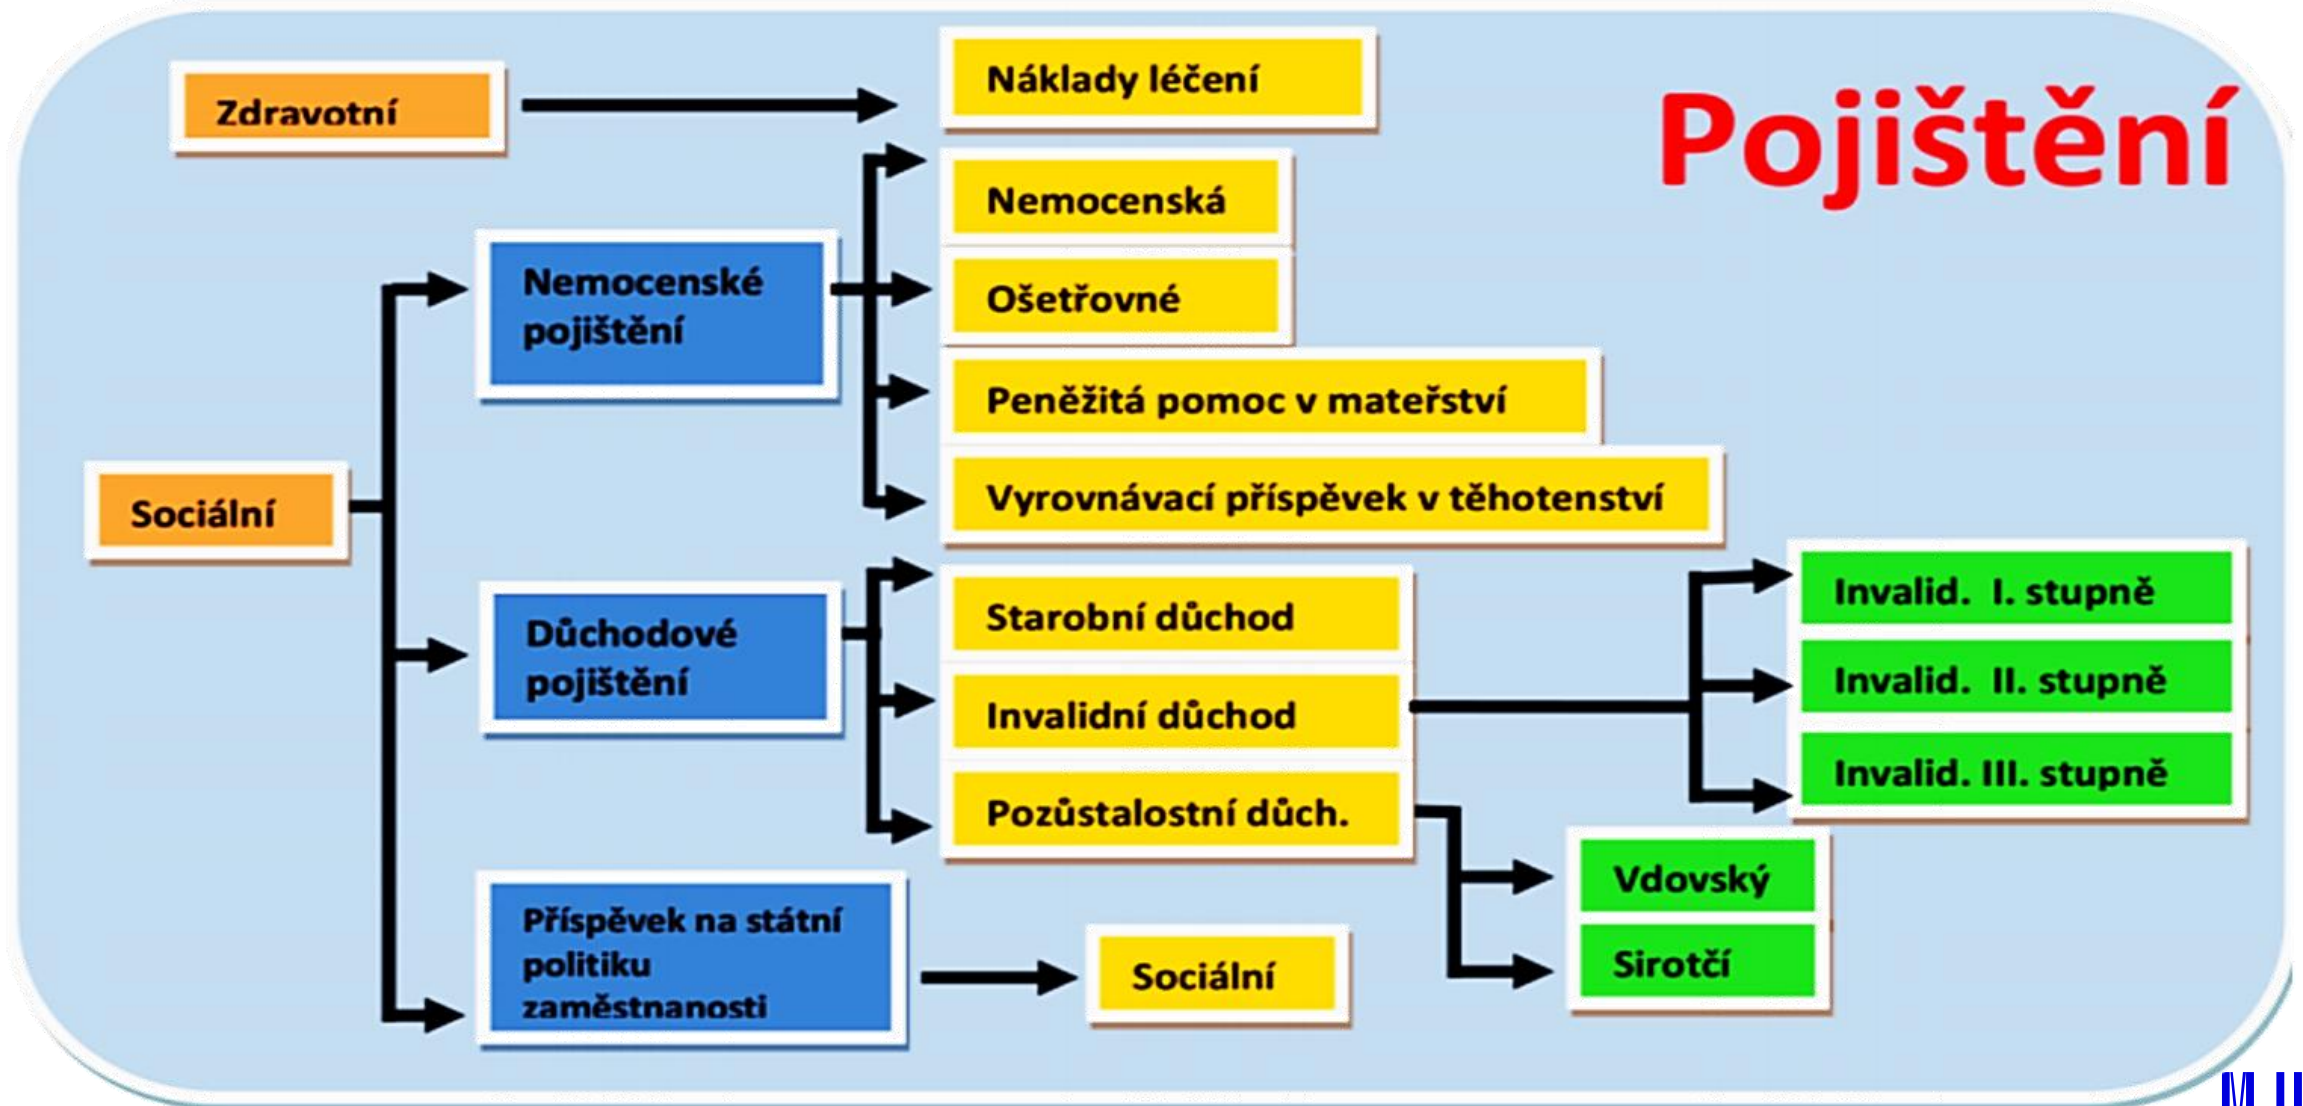 Pojištění
Zdravotní
Náklady léčení
Sociální
Nemocenské
pojištění
Nemocenská
Ošetřovné
Peněžitá pomoc v mateřství
Vyrovnávací příspěvek v těhotenství
Důchodové
pojištění
Starobní důchod
Invalidní důchod
Pozůstalostní důch.
Invalid. I. stupně
Invalid. II. stupně
Invalid. III. stupně
Vdovský
Sirotčí
Příspěvek na státní
politiku
zaměstnanosti
Sociální